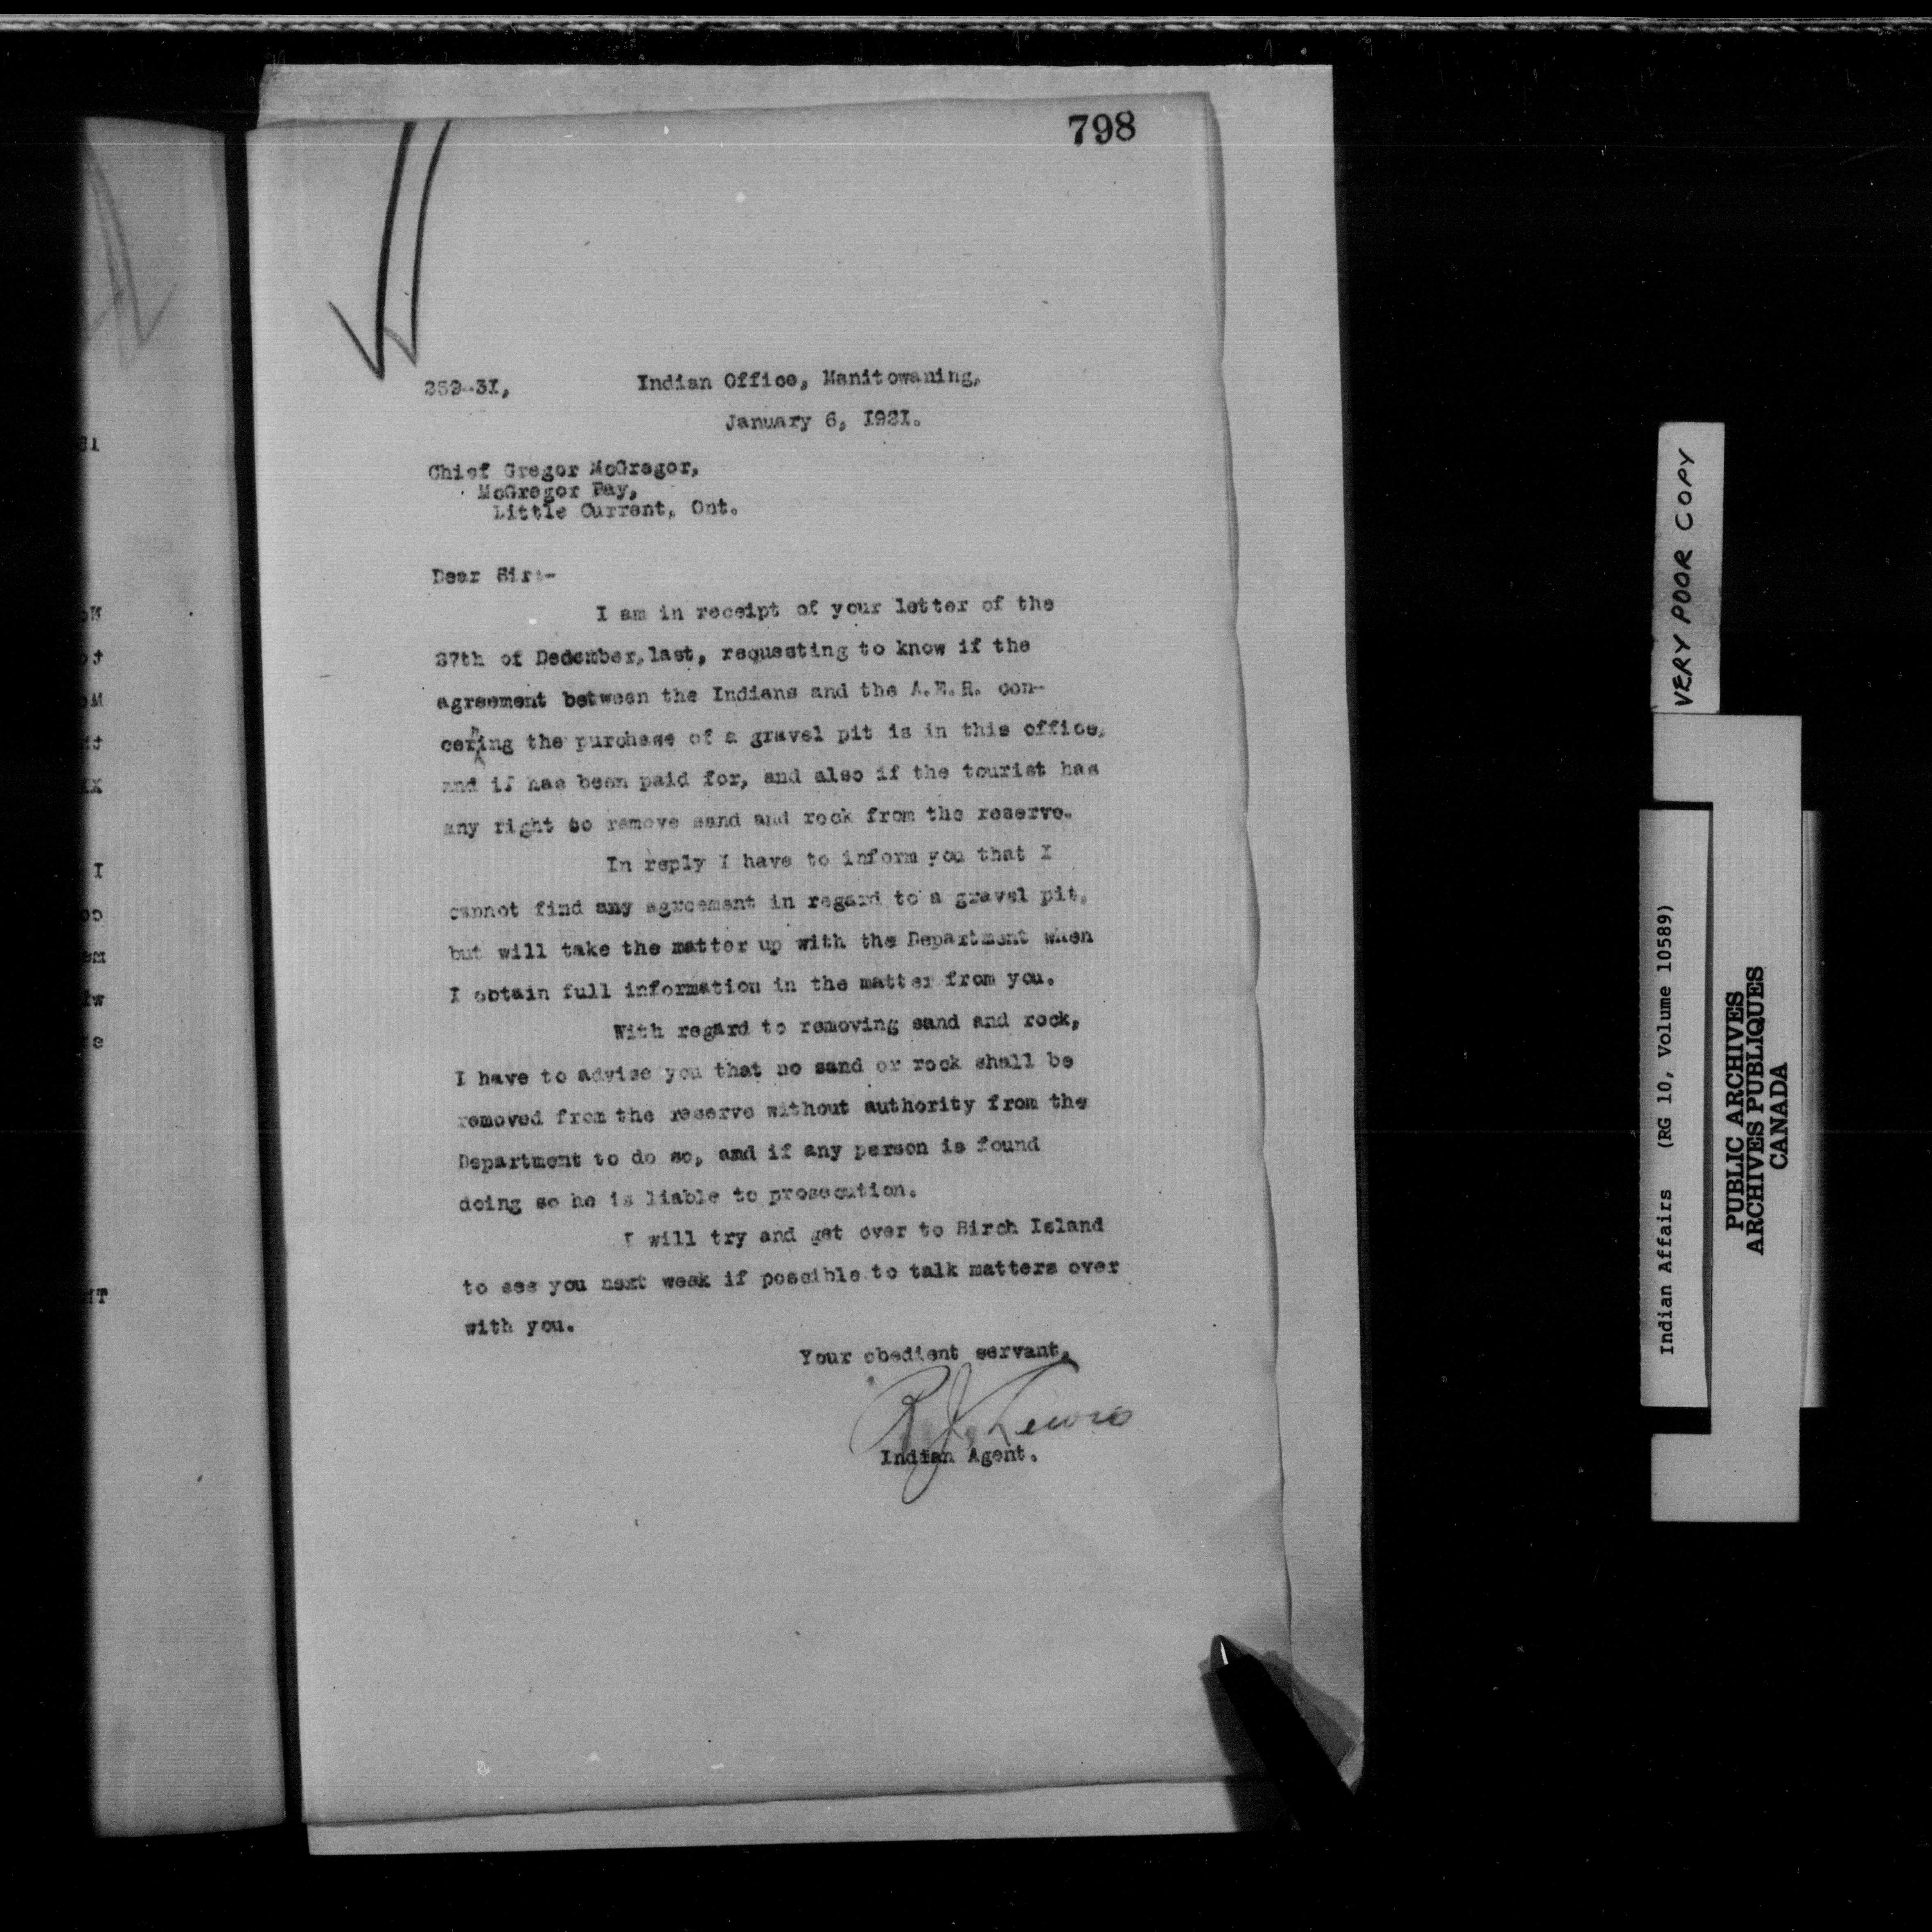 798
259-3I,
Indian Office, Manitowaning,
January 6, I92I.
Chief Gregor McGregor,
McGregor Bay,
Little Current, Ont.
Dear Sir:-
I am in receipt of your letter of the
27th of Dedember, last, requesting to know if the
agreement between the Indians and the A.E.R. con-
cerning the purchase of a gravel pit is in this office,
and if has been paid for, and also if the tourist has
any right to remove sand and rock from the reserve.
In reply I have to inform you that I
cannot find any agreement in regard to a gravel pit,
but will take the matter up with the Department when
I obtain full information in the matter from you.
With regard to removing sand and rock,
I have to advise you that no sand or rock shall be
removed from the reserve without authority from the
Department to do so, and if any person is found
doing so he is liable to prosecution.
I will try and get over to Birch Island
to see you next week if possible to talk matters over
with you.
Your obedient servant,
R.J. Lewis
Indian Agent.
VERY POOR COPY
Indian Affairs (RG 10, Volume 10589)
PUBLIC ARCHIVES
ARCHIVES PUBLIQUES
CANADA